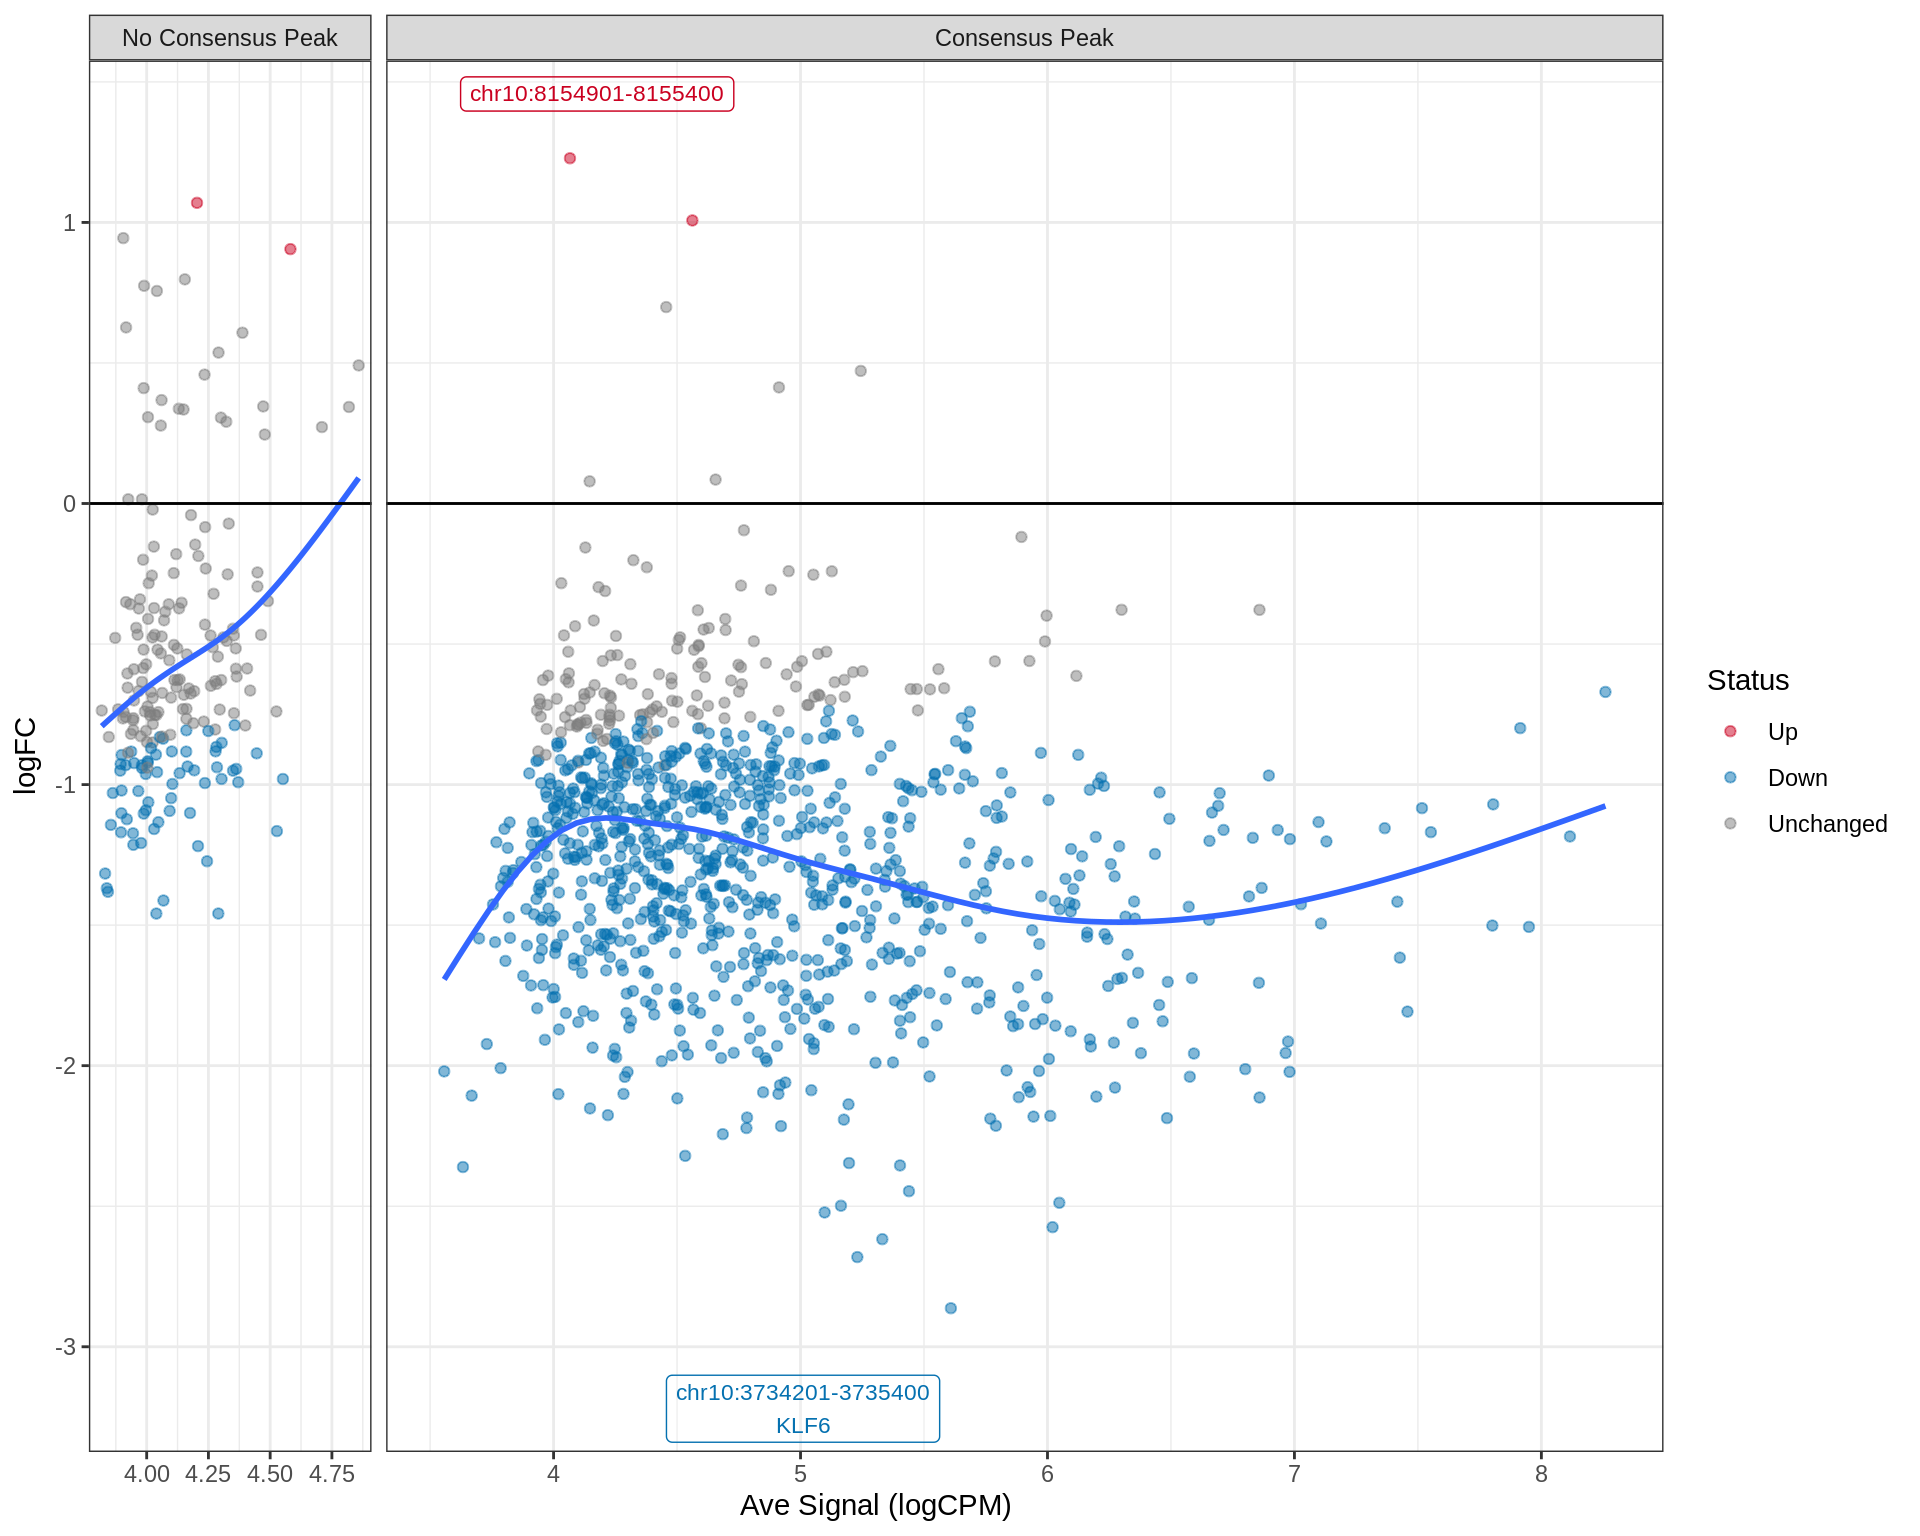 No Consensus Peak
Consensus Peak
chr10:8154901-8155400
1
0
-1
-2
-3
logFC
chr10:3734201-3735400
KLF6
4.00 4.25 4.50 4.75
4 5 6 7 8
Ave Signal (logCPM)
Status
Up
Down
Unchanged